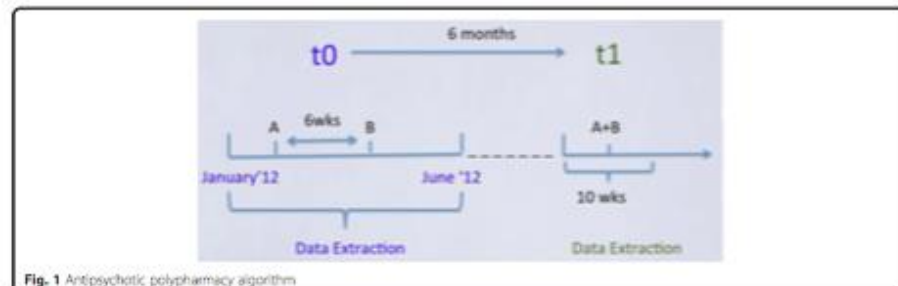 6 months
t0 t1
A 6wks B A+B
January'12 June '12
10 wks
Data Extraction Data Extraction
Fig. 1 Antipsychotic polypharmacy algorithm